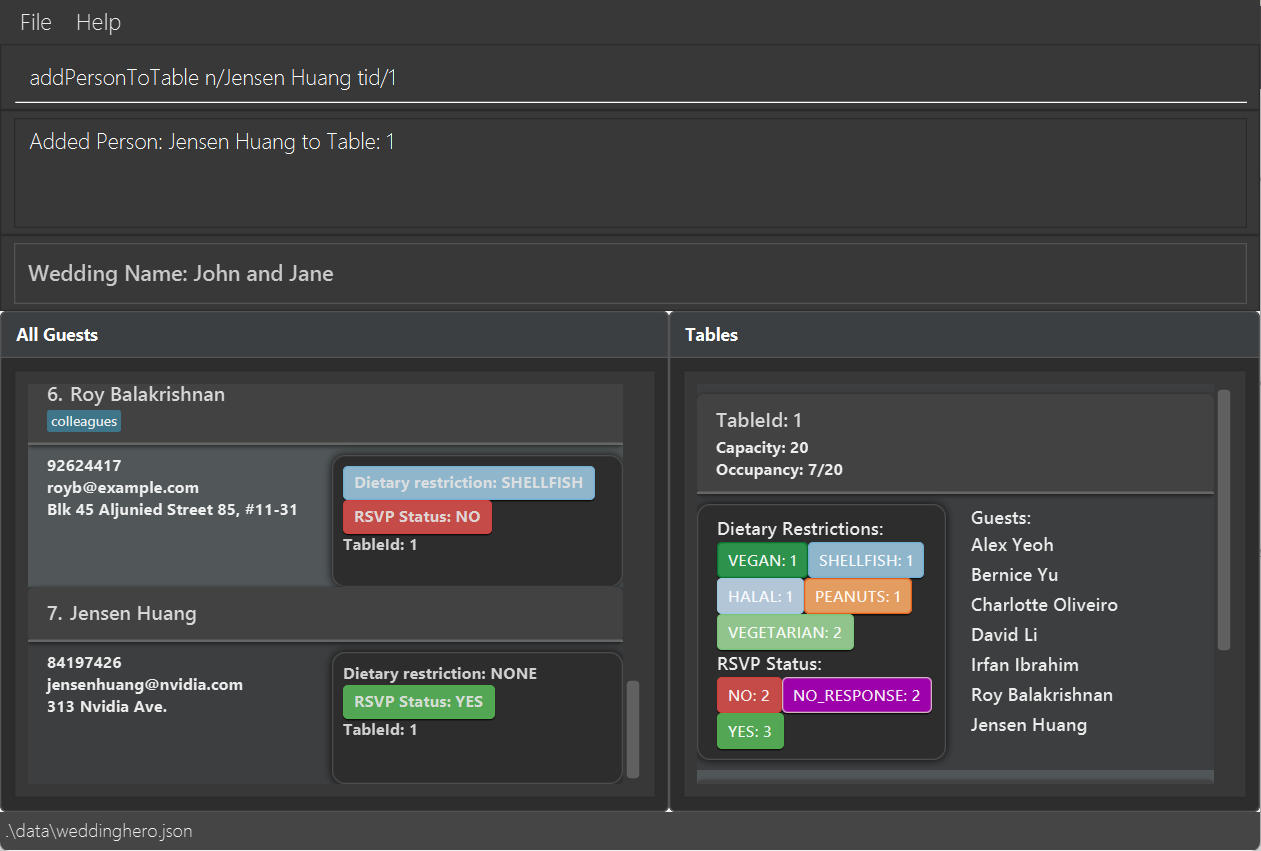 File Help
addPersonToTable n/Jensen Huang tid/1
Added Person: Jensen Huang to Table: 1
Wedding Name: John and Jane
All Guests
6. Roy Balakrishnan
colleagues
92624417
royb@example.com
Blk 45 Aljunied Street 85, #11-31
Dietary restriction: SHELLFISH
RSVP Status: NO
TableId: 1
7. Jensen Huang
84197426
jensenhuang@nvidia.com
313 Nvidia Ave.
Dietary restriction: NONE
RSVP Status: YES
TableId: 1
Tables
TableId: 1
Capacity: 20
Occupancy: 7/20
Dietary Restrictions:
VEGAN: 1 SHELLFISH: 1
HALAL: 1 PEANUTS: 1
VEGETARIAN: 2
RSVP Status:
NO: 2 NO_RESPONSE: 2
YES: 3
Guests:
Alex Yeoh
Bernice Yu
Charlotte Oliveiro
David Li
Irfan Ibrahim
Roy Balakrishnan
Jensen Huang
.\data\weddinghero.json